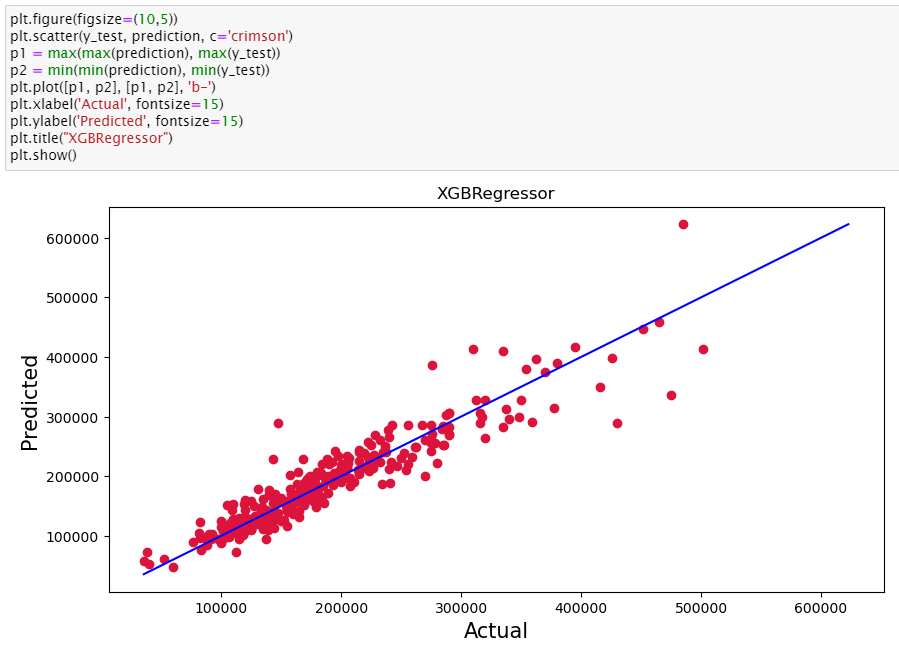 plt.figure(figsize=(10,5))
plt.scatter(y_test, prediction, c='crimson')
p1 = max(max(prediction), max(y_test))
p2 = min(min(prediction), min(y_test))
plt.plot([p1, p2], [p1, p2], 'b-')
plt.xlabel('Actual', fontsize=15)
plt.ylabel('Predicted', fontsize=15)
plt.title("XGBRegressor")
plt.show()
XGBRegressor
600000
500000
400000
300000
200000
100000
Predicted
100000 200000 300000 400000 500000 600000
Actual